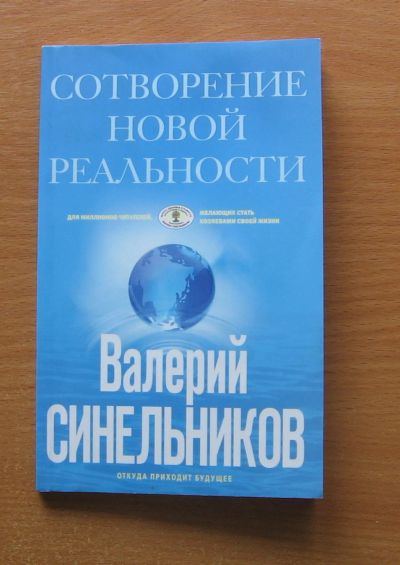 СОТВОРЕНИЕ
НОВОЙ
РЕАЛЬНОСТИ
ДЛЯ МИЛЛИОНОВ ЧИТАТЕЛЕЙ,
ЖЕЛАЮЩИХ СТАТЬ
ХОЗЯЕВАМИ СВОЕЙ ЖИЗНИ
Валерий
СИНЕЛЬНИКОВ
ОТКУДА ПРИХОДИТ БУДУЩЕЕ